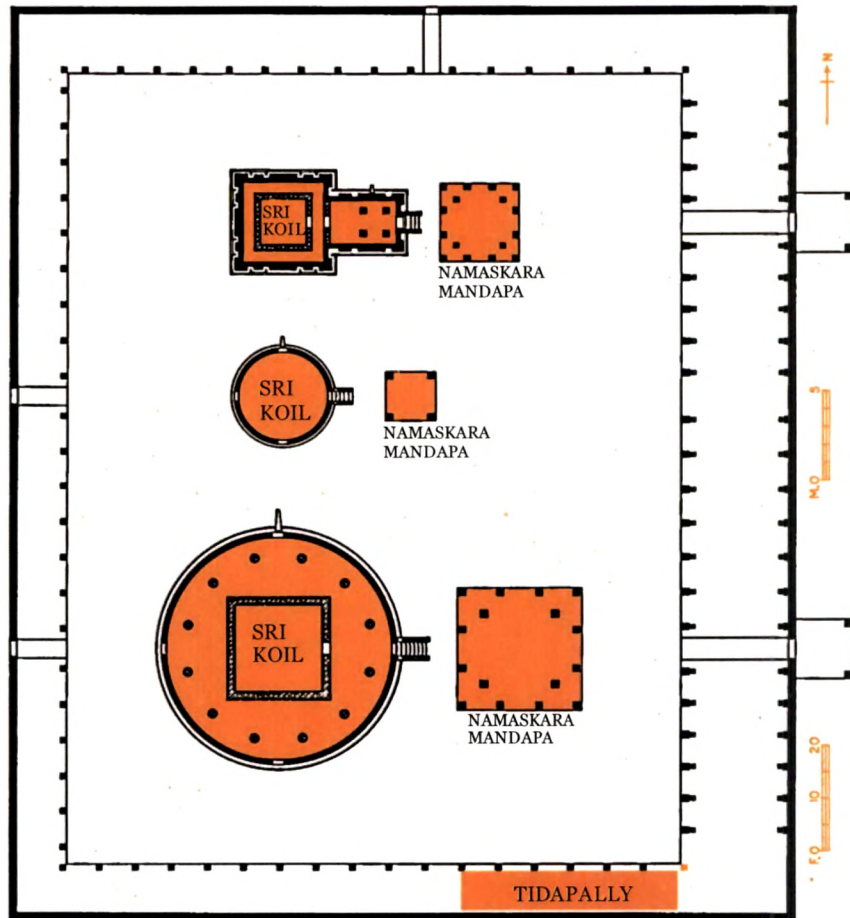 N
SRI
KOIL
NAMASKARA
MANDAPA
SRI
KOIL
NAMASKARA
MANDAPA
M.0 5
SRI
KOIL
NAMASKARA
MANDAPA
F.0 10 20
TIDAPALLY